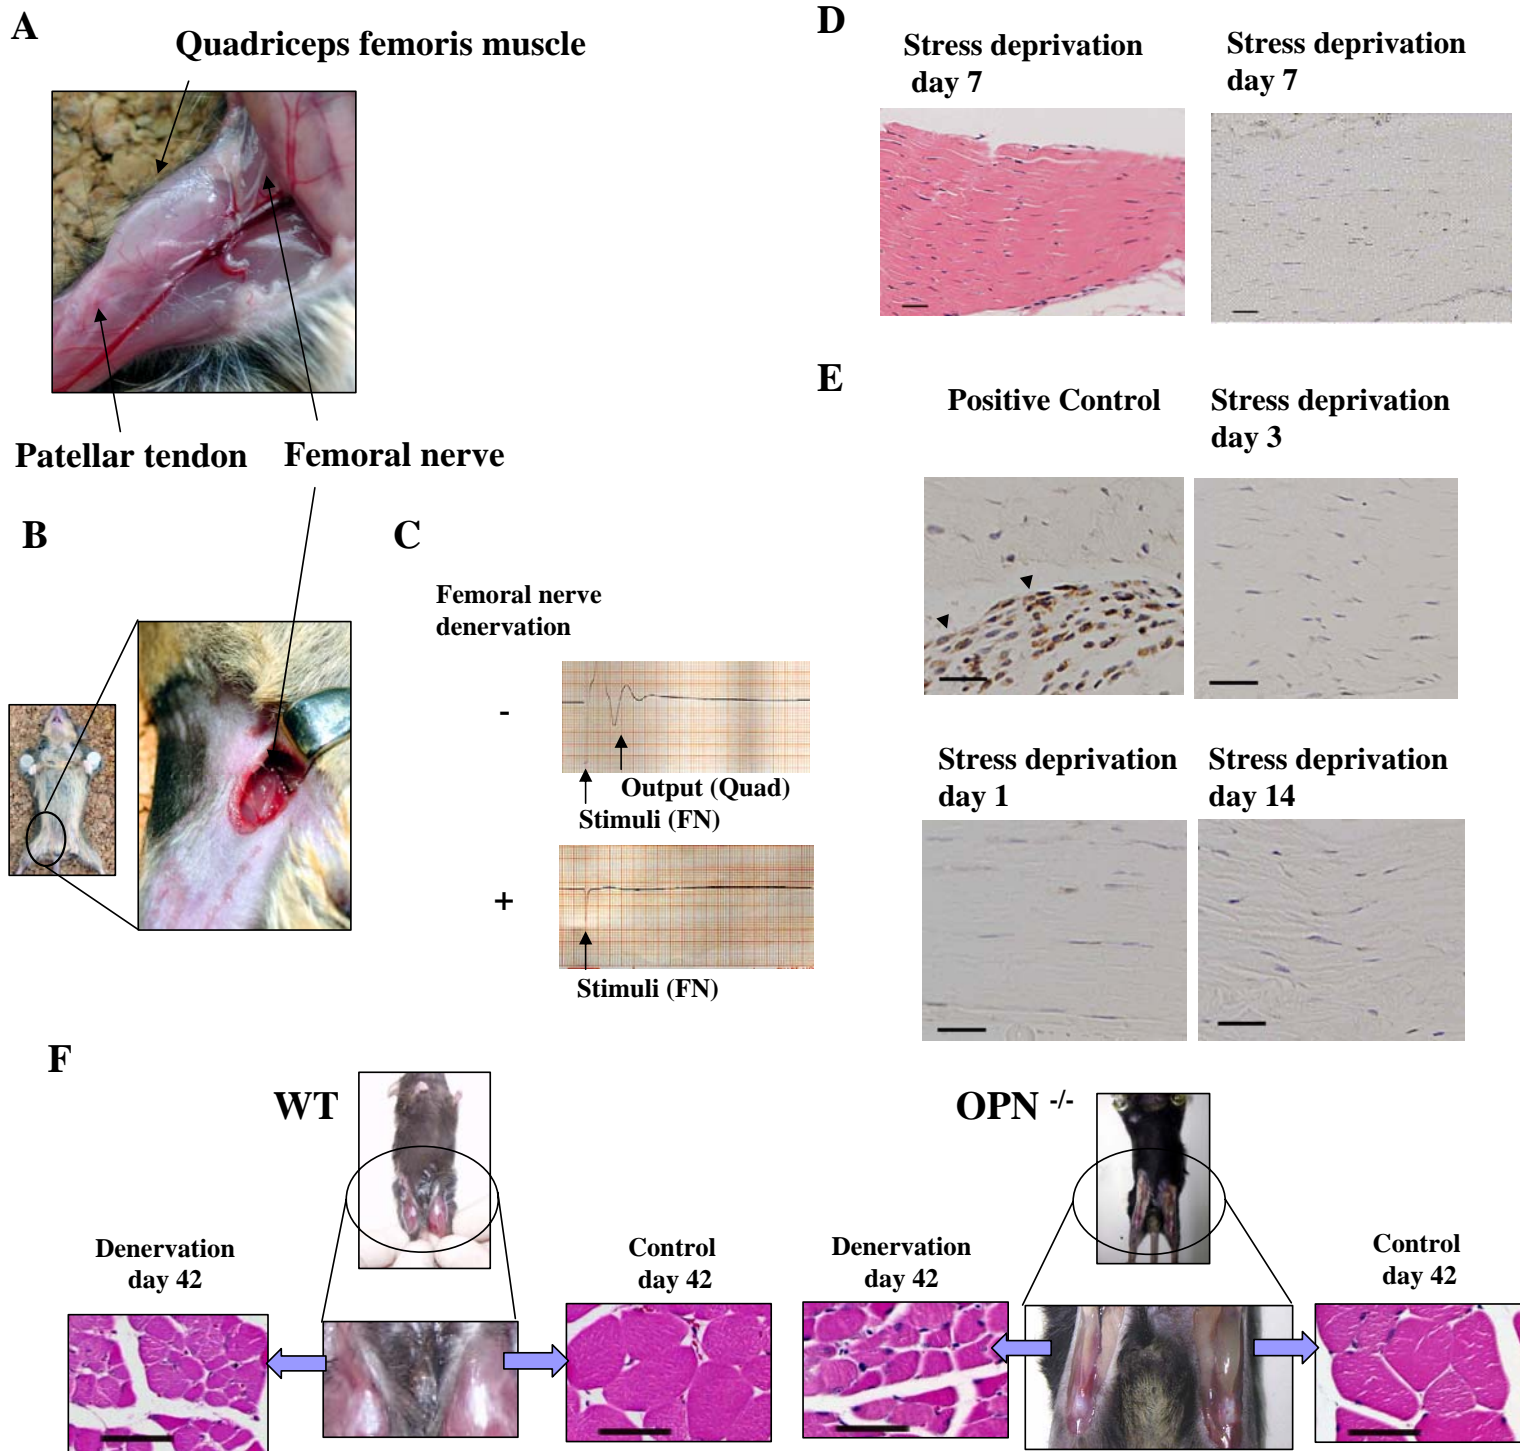 A
Quadriceps femoris muscle
Patellar tendon
Femoral nerve
B
C
Femoral nerve
denervation
-
Output (Quad)
Stimuli (FN)
+
Stimuli (FN)
D
Stress deprivation
day 7
Stress deprivation
day 7
E
Positive Control
Stress deprivation
day 3
Stress deprivation
day 1
Stress deprivation
day 14
F
WT
Denervation
day 42
Control
day 42
OPN -/-
Denervation
day 42
Control
day 42